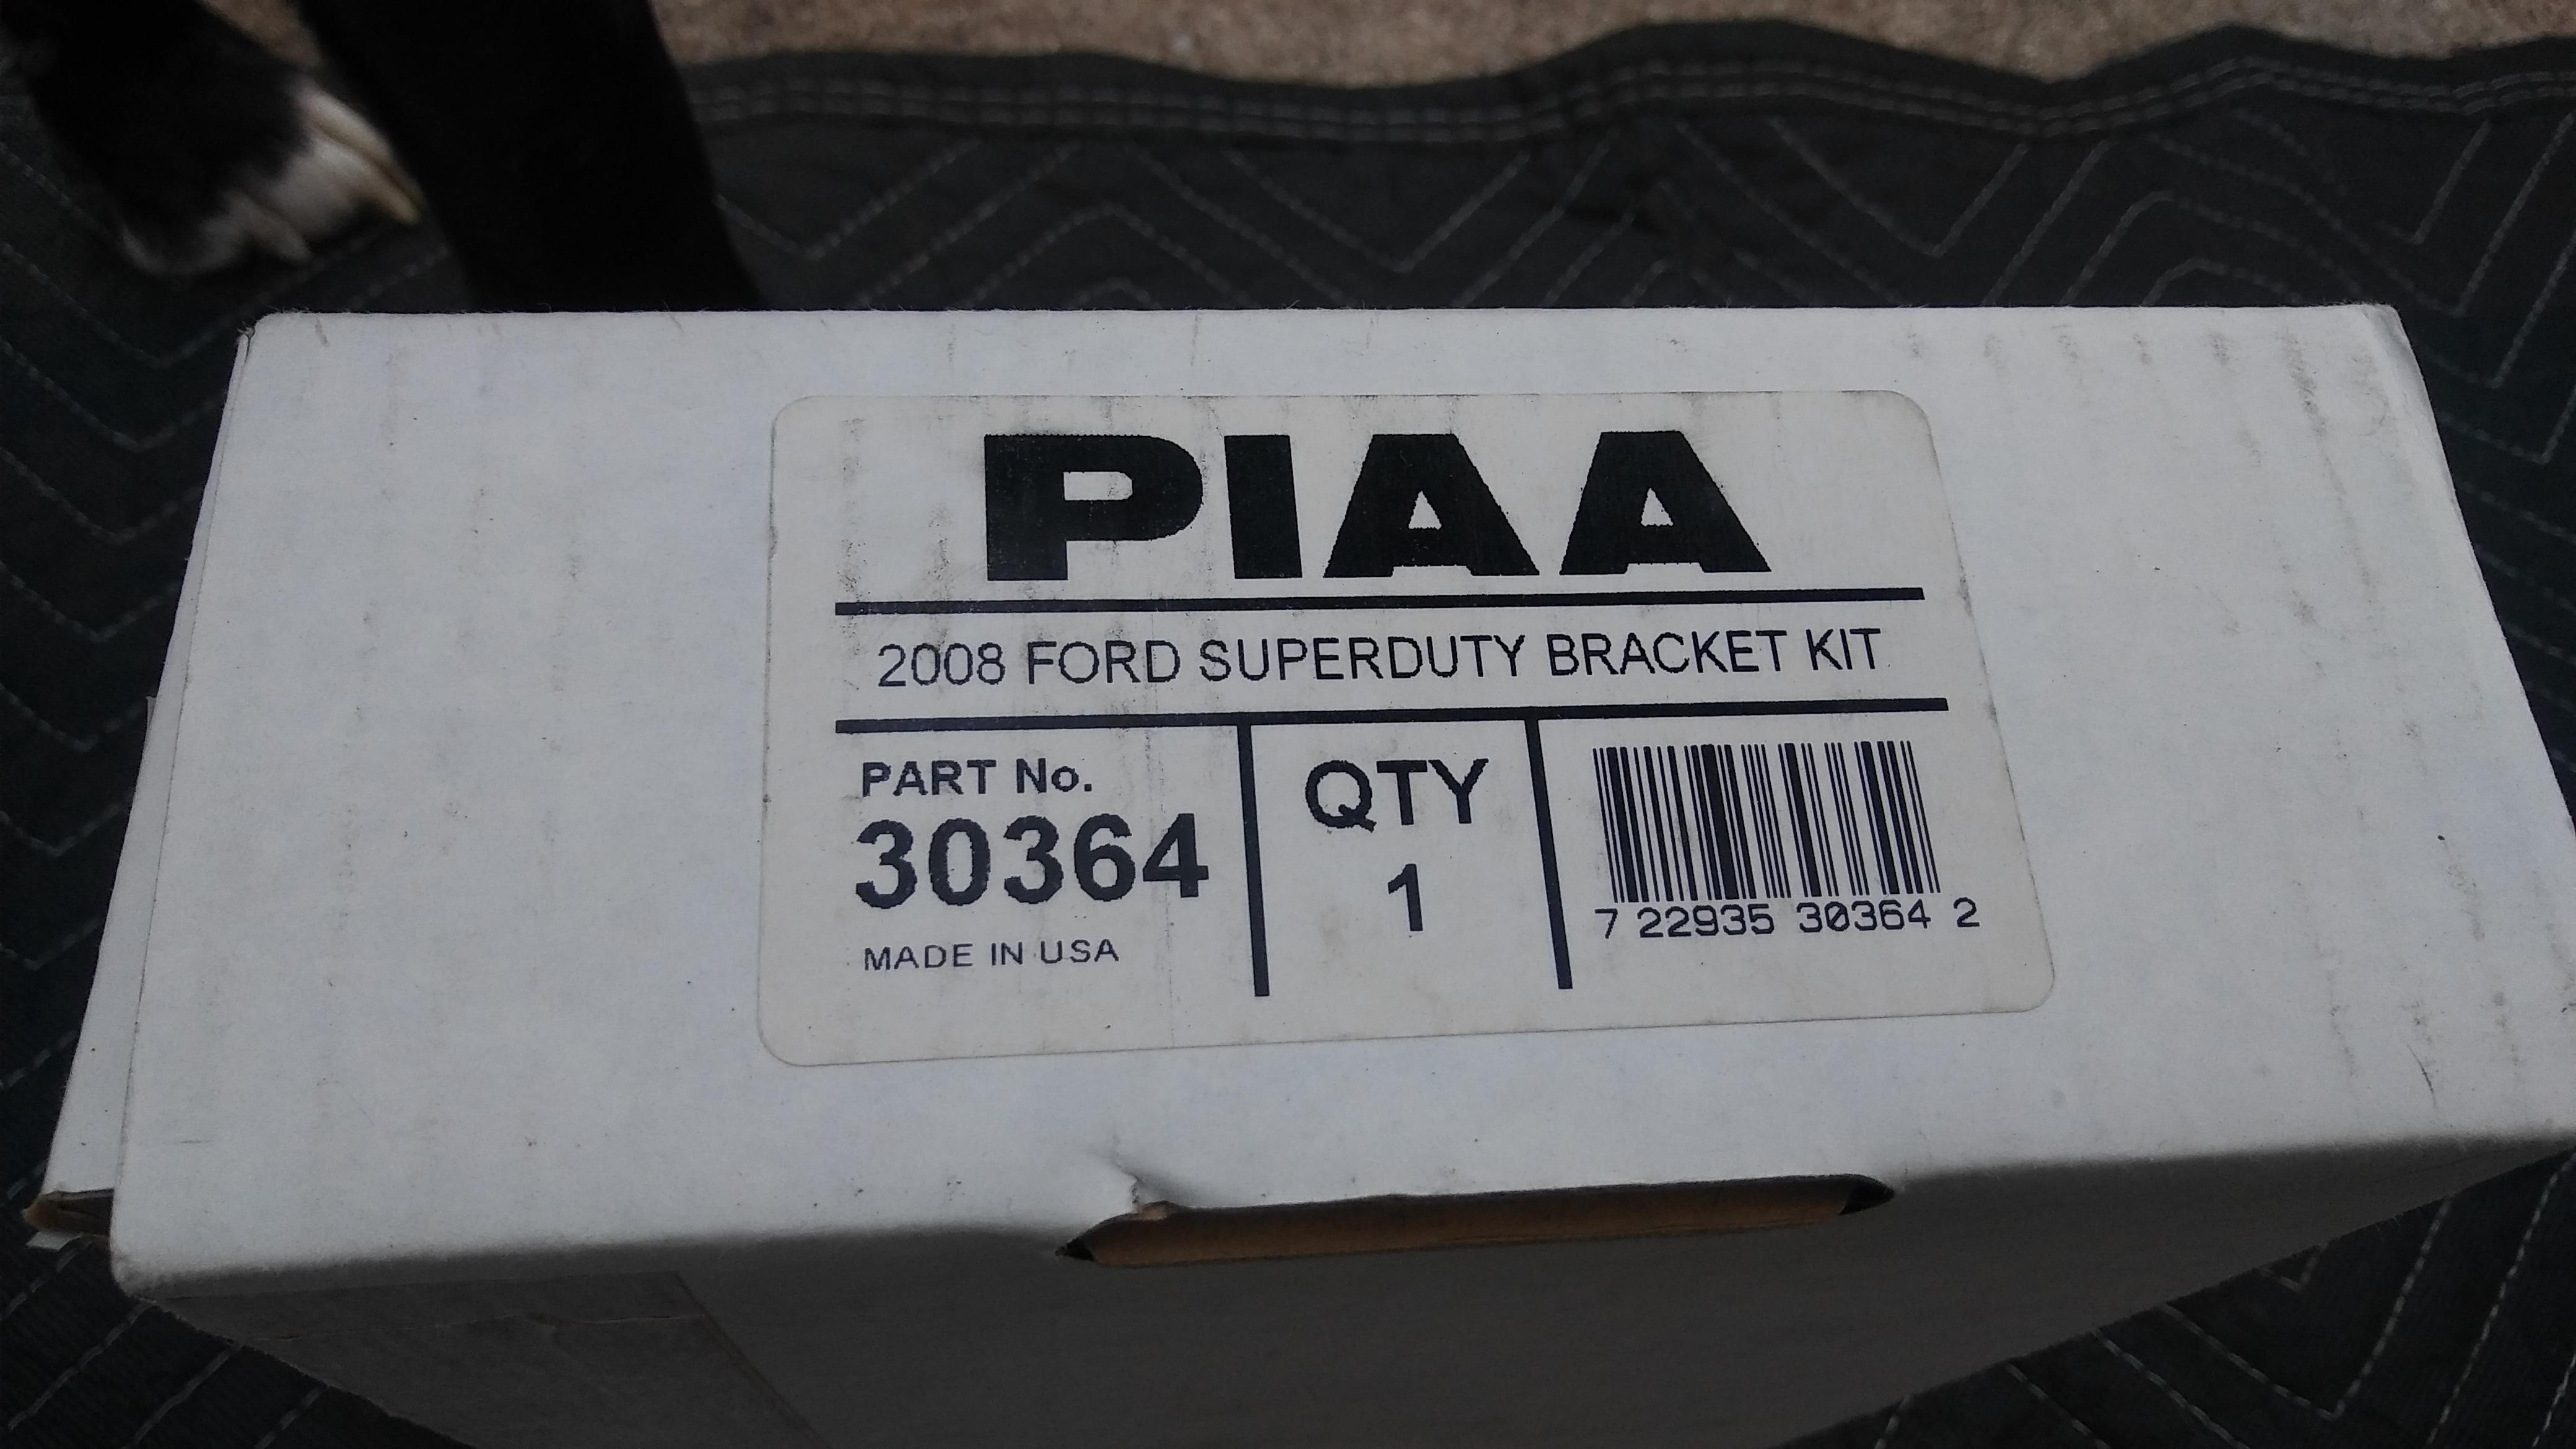 PIAA
2008 FORD SUPERDUTY BRACKET KIT
PART No.
30364
MADE IN USA
QTY
1
7 22935 30364 2